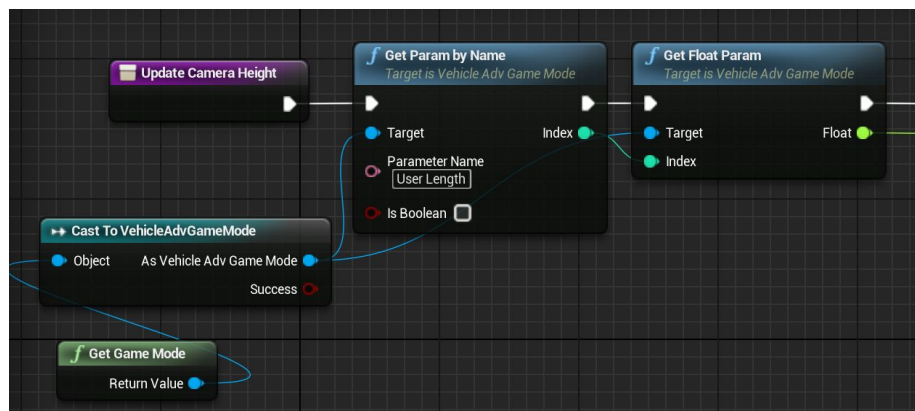 Update Camera Height
f Get Param by Name
Target is Vehicle Adv Game Mode
Target
Index
Parameter Name
User Length
Is Boolean
f Get Float Param
Target is Vehicle Adv Game Mode
Target
Float
Index
Cast To VehicleAdvGameMode
Object
As Vehicle Adv Game Mode
Success
f Get Game Mode
Return Value